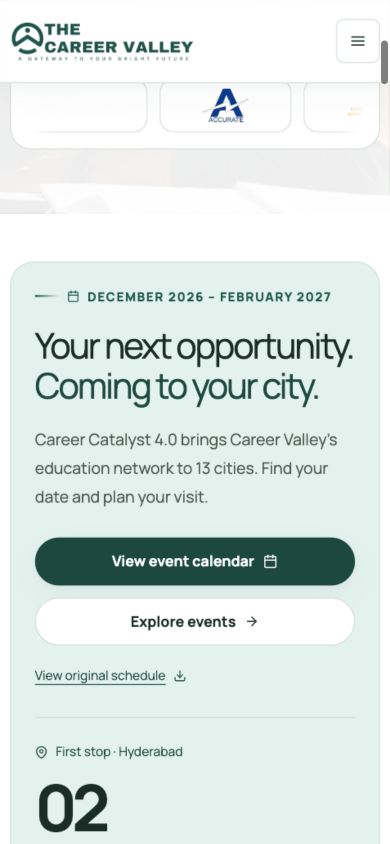 THE
CAREER VALLEY
A GATEWAY TO YOUR BRIGHT FUTURE
ACCURATE
DECEMBER 2026 – FEBRUARY 2027
Your next opportunity.
Coming to your city.
Career Catalyst 4.0 brings Career Valley's
education network to 13 cities. Find your
date and plan your visit.
View event calendar
Explore events →
View original schedule
First stop · Hyderabad
02